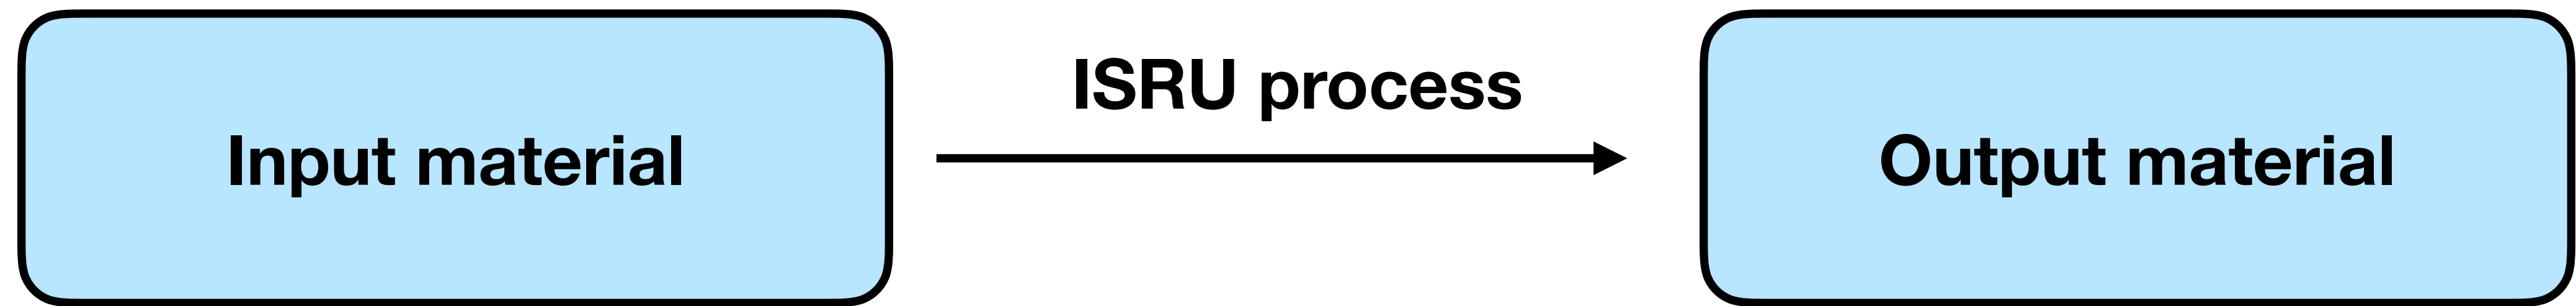 Input material
ISRU process
Output material